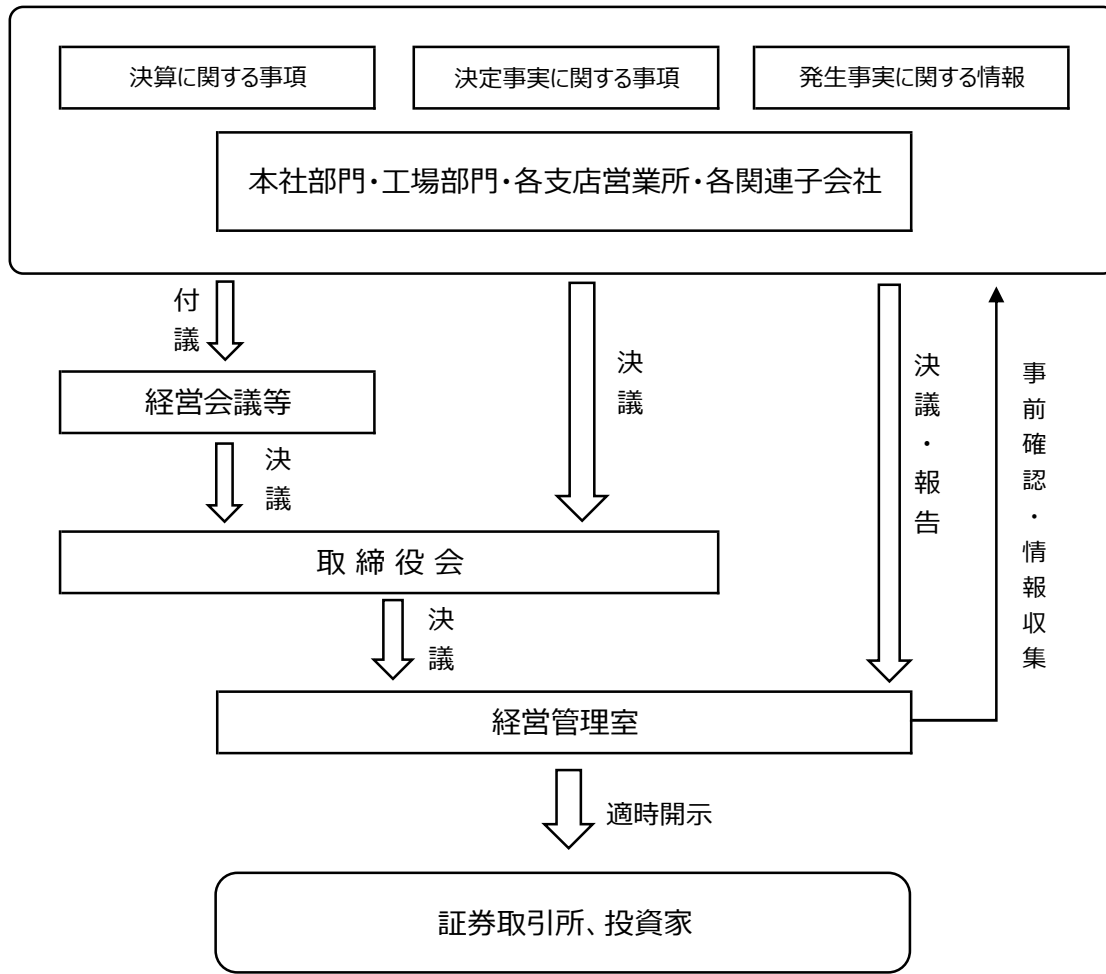 決算に関する事項
決定事実に関する事項
発生事実に関する情報
本社部門・工場部門・各支店営業所・各関連子会社
付議
経営会議等
決議
決議
決議・報告
事前確認・情報収集
取締役会
決議
経営管理室
適時開示
証券取引所、投資家